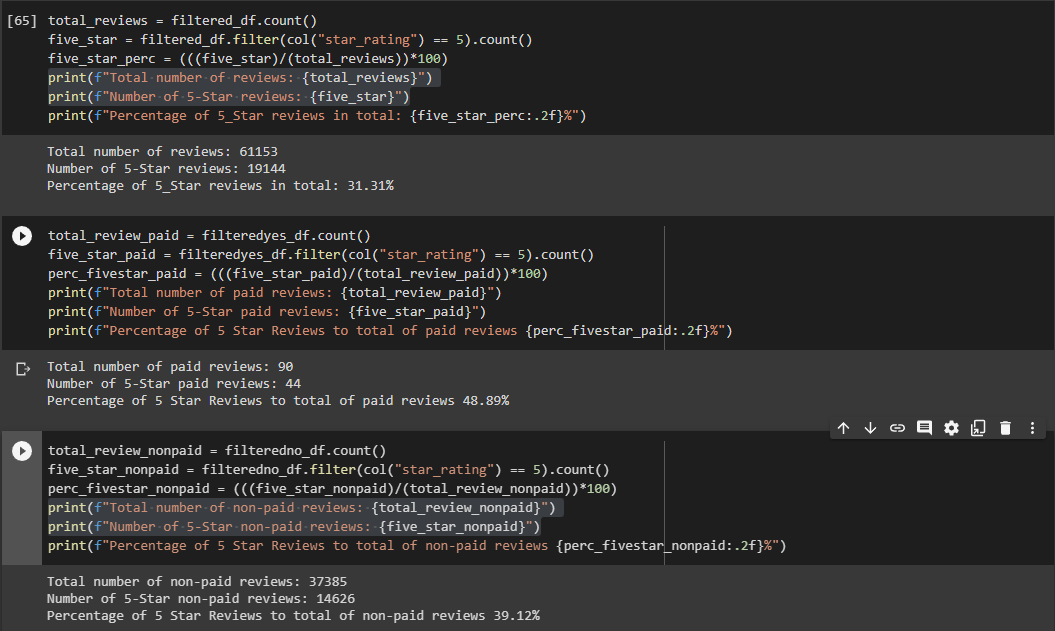 [65] total_reviews = filtered_df.count()
five_star = filtered_df.filter(col("star_rating") == 5).count()
five_star_perc = (((five_star)/(total_reviews))*100)
print(f"Total number of reviews: {total_reviews}")
print(f"Number of 5-Star reviews: {five_star}")
print(f"Percentage of 5_Star reviews in total: {five_star_perc:.2f}%")
Total number of reviews: 61153
Number of 5-Star reviews: 19144
Percentage of 5_Star reviews in total: 31.31%
total_review_paid = filteredyes_df.count()
five_star_paid = filteredyes_df.filter(col("star_rating") == 5).count()
perc_fivestar_paid = (((five_star_paid)/(total_review_paid))*100)
print(f"Total number of paid reviews: {total_review_paid}")
print(f"Number of 5-Star paid reviews: {five_star_paid}")
print(f"Percentage of 5 Star Reviews to total of paid reviews {perc_fivestar_paid:.2f}%")
Total number of paid reviews: 90
Number of 5-Star paid reviews: 44
Percentage of 5 Star Reviews to total of paid reviews 48.89%
total_review_nonpaid = filteredno_df.count()
five_star_nonpaid = filteredno_df.filter(col("star_rating") == 5).count()
perc_fivestar_nonpaid = (((five_star_nonpaid)/(total_review_nonpaid))*100)
print(f"Total number of non-paid reviews: {total_review_nonpaid}")
print(f"Number of 5-Star non-paid reviews: {five_star_nonpaid}")
print(f"Percentage of 5 Star Reviews to total of non-paid reviews {perc_fivestar_nonpaid:.2f}%")
Total number of non-paid reviews: 37385
Number of 5-Star non-paid reviews: 14626
Percentage of 5 Star Reviews to total of non-paid reviews 39.12%